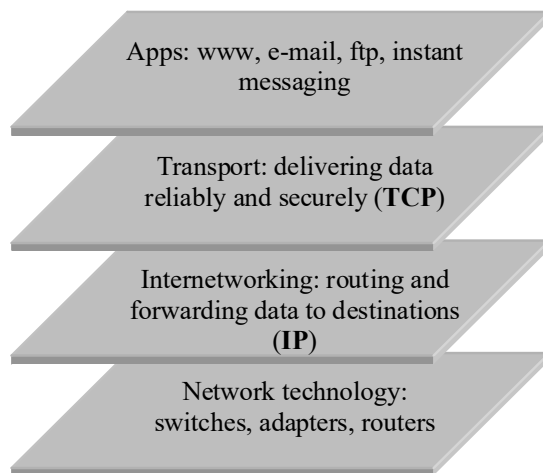 Apps: www, e-mail, ftp, instant
messaging
Transport: delivering data
reliably and securely (TCP)
Internetworking: routing and
forwarding data to destinations
(IP)
Network technology:
switches, adapters, routers